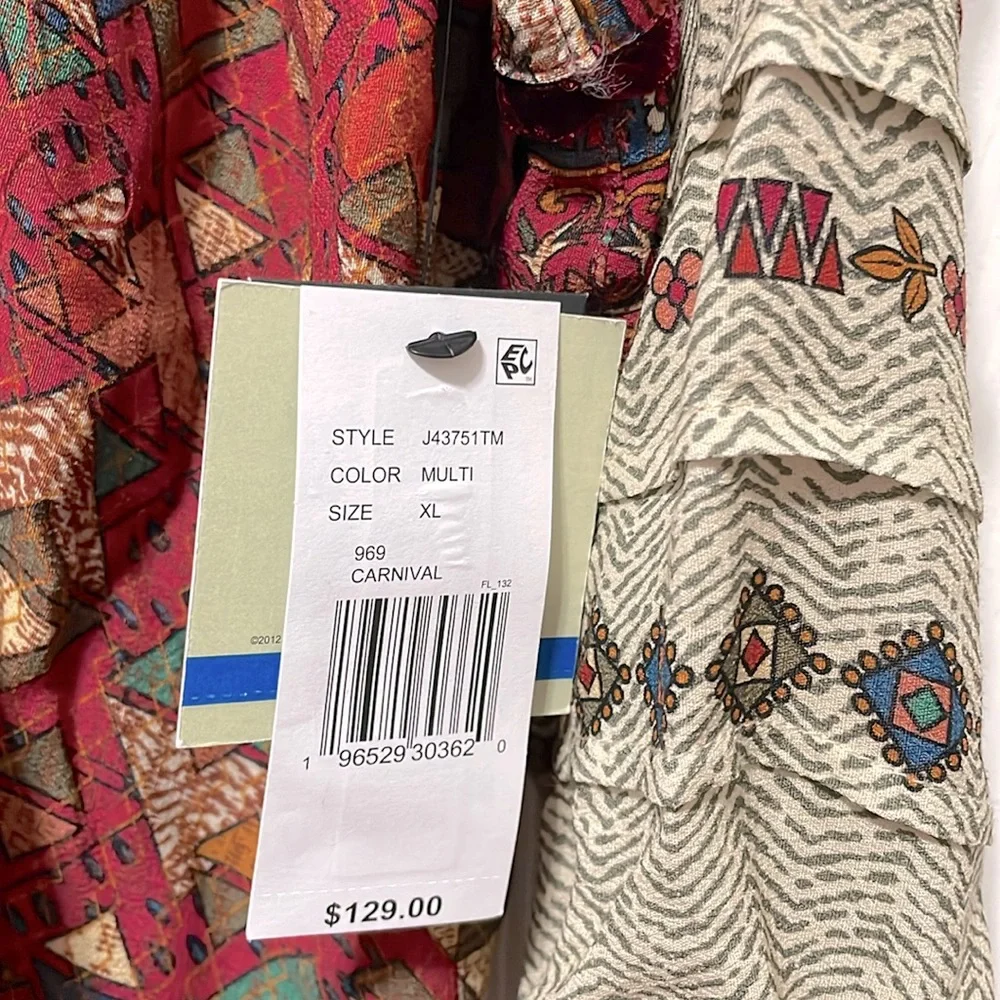 EPC
STYLE J43751TM
COLOR MULTI
SIZE XL
969
CARNIVAL
FL_132
©2012
1 96529 30362 0
$129.00